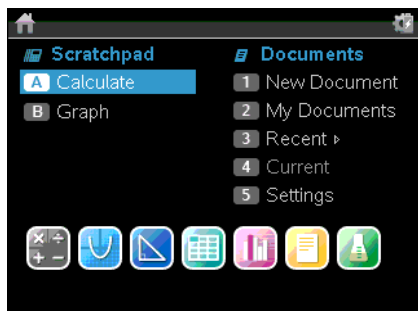 Scratchpad
A Calculate
B Graph
Documents
1 New Document
2 My Documents
3 Recent ▹
4 Current
5 Settings